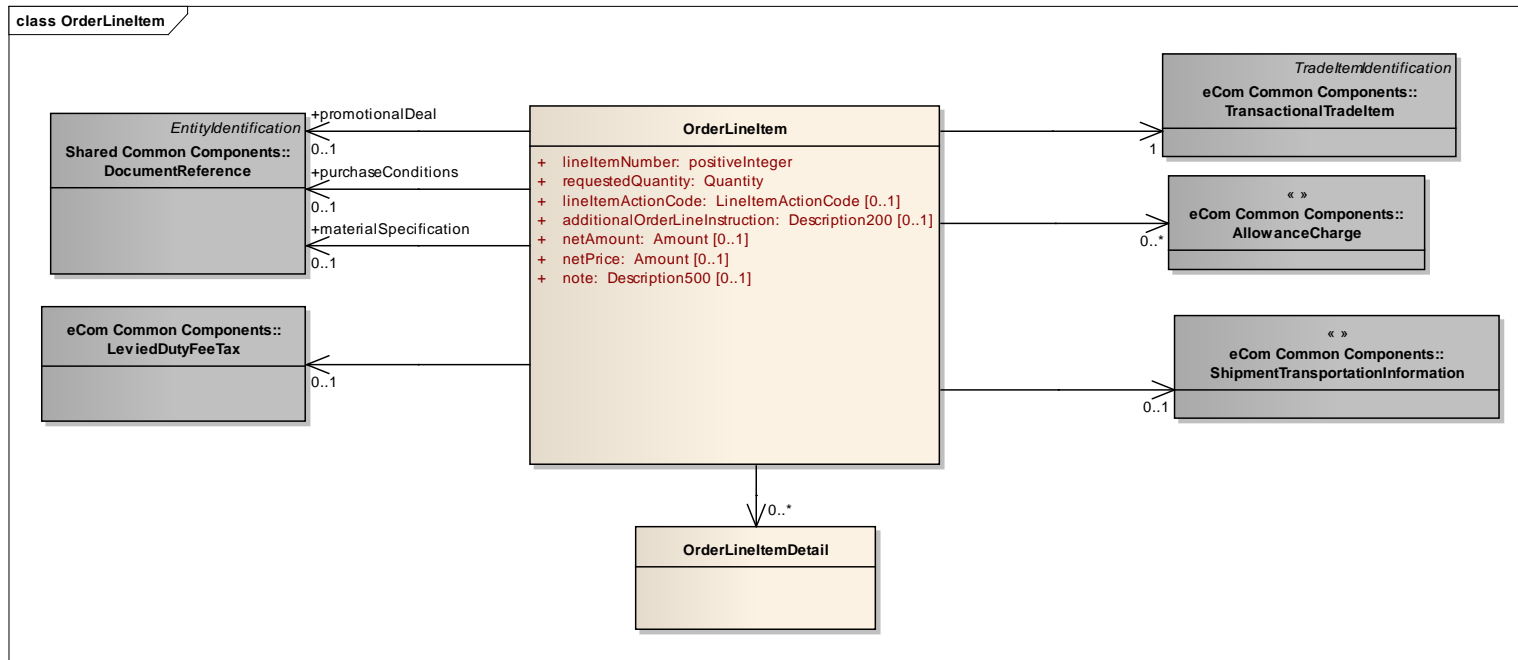 class OrderLineItem
EntityIdentification
Shared Common Components::
DocumentReference
+promotionalDeal
0..1
+purchaseConditions
0..1
+materialSpecification
0..1
eCom Common Components::
LeviedDutyFeeTax
0..1
OrderLineItem
+ lineItemNumber: positiveInteger
+ requestedQuantity: Quantity
+ lineItemActionCode: LineItemActionCode [0..1]
+ additionalOrderLineInstruction: Description200 [0..1]
+ netAmount: Amount [0..1]
+ netPrice: Amount [0..1]
+ note: Description500 [0..1]
TradeItemIdentification
eCom Common Components::
TransactionalTradeItem
1
« »
eCom Common Components::
AllowanceCharge
0..*
« »
eCom Common Components::
ShipmentTransportationInformation
0..1
0..*
OrderLineItemDetail